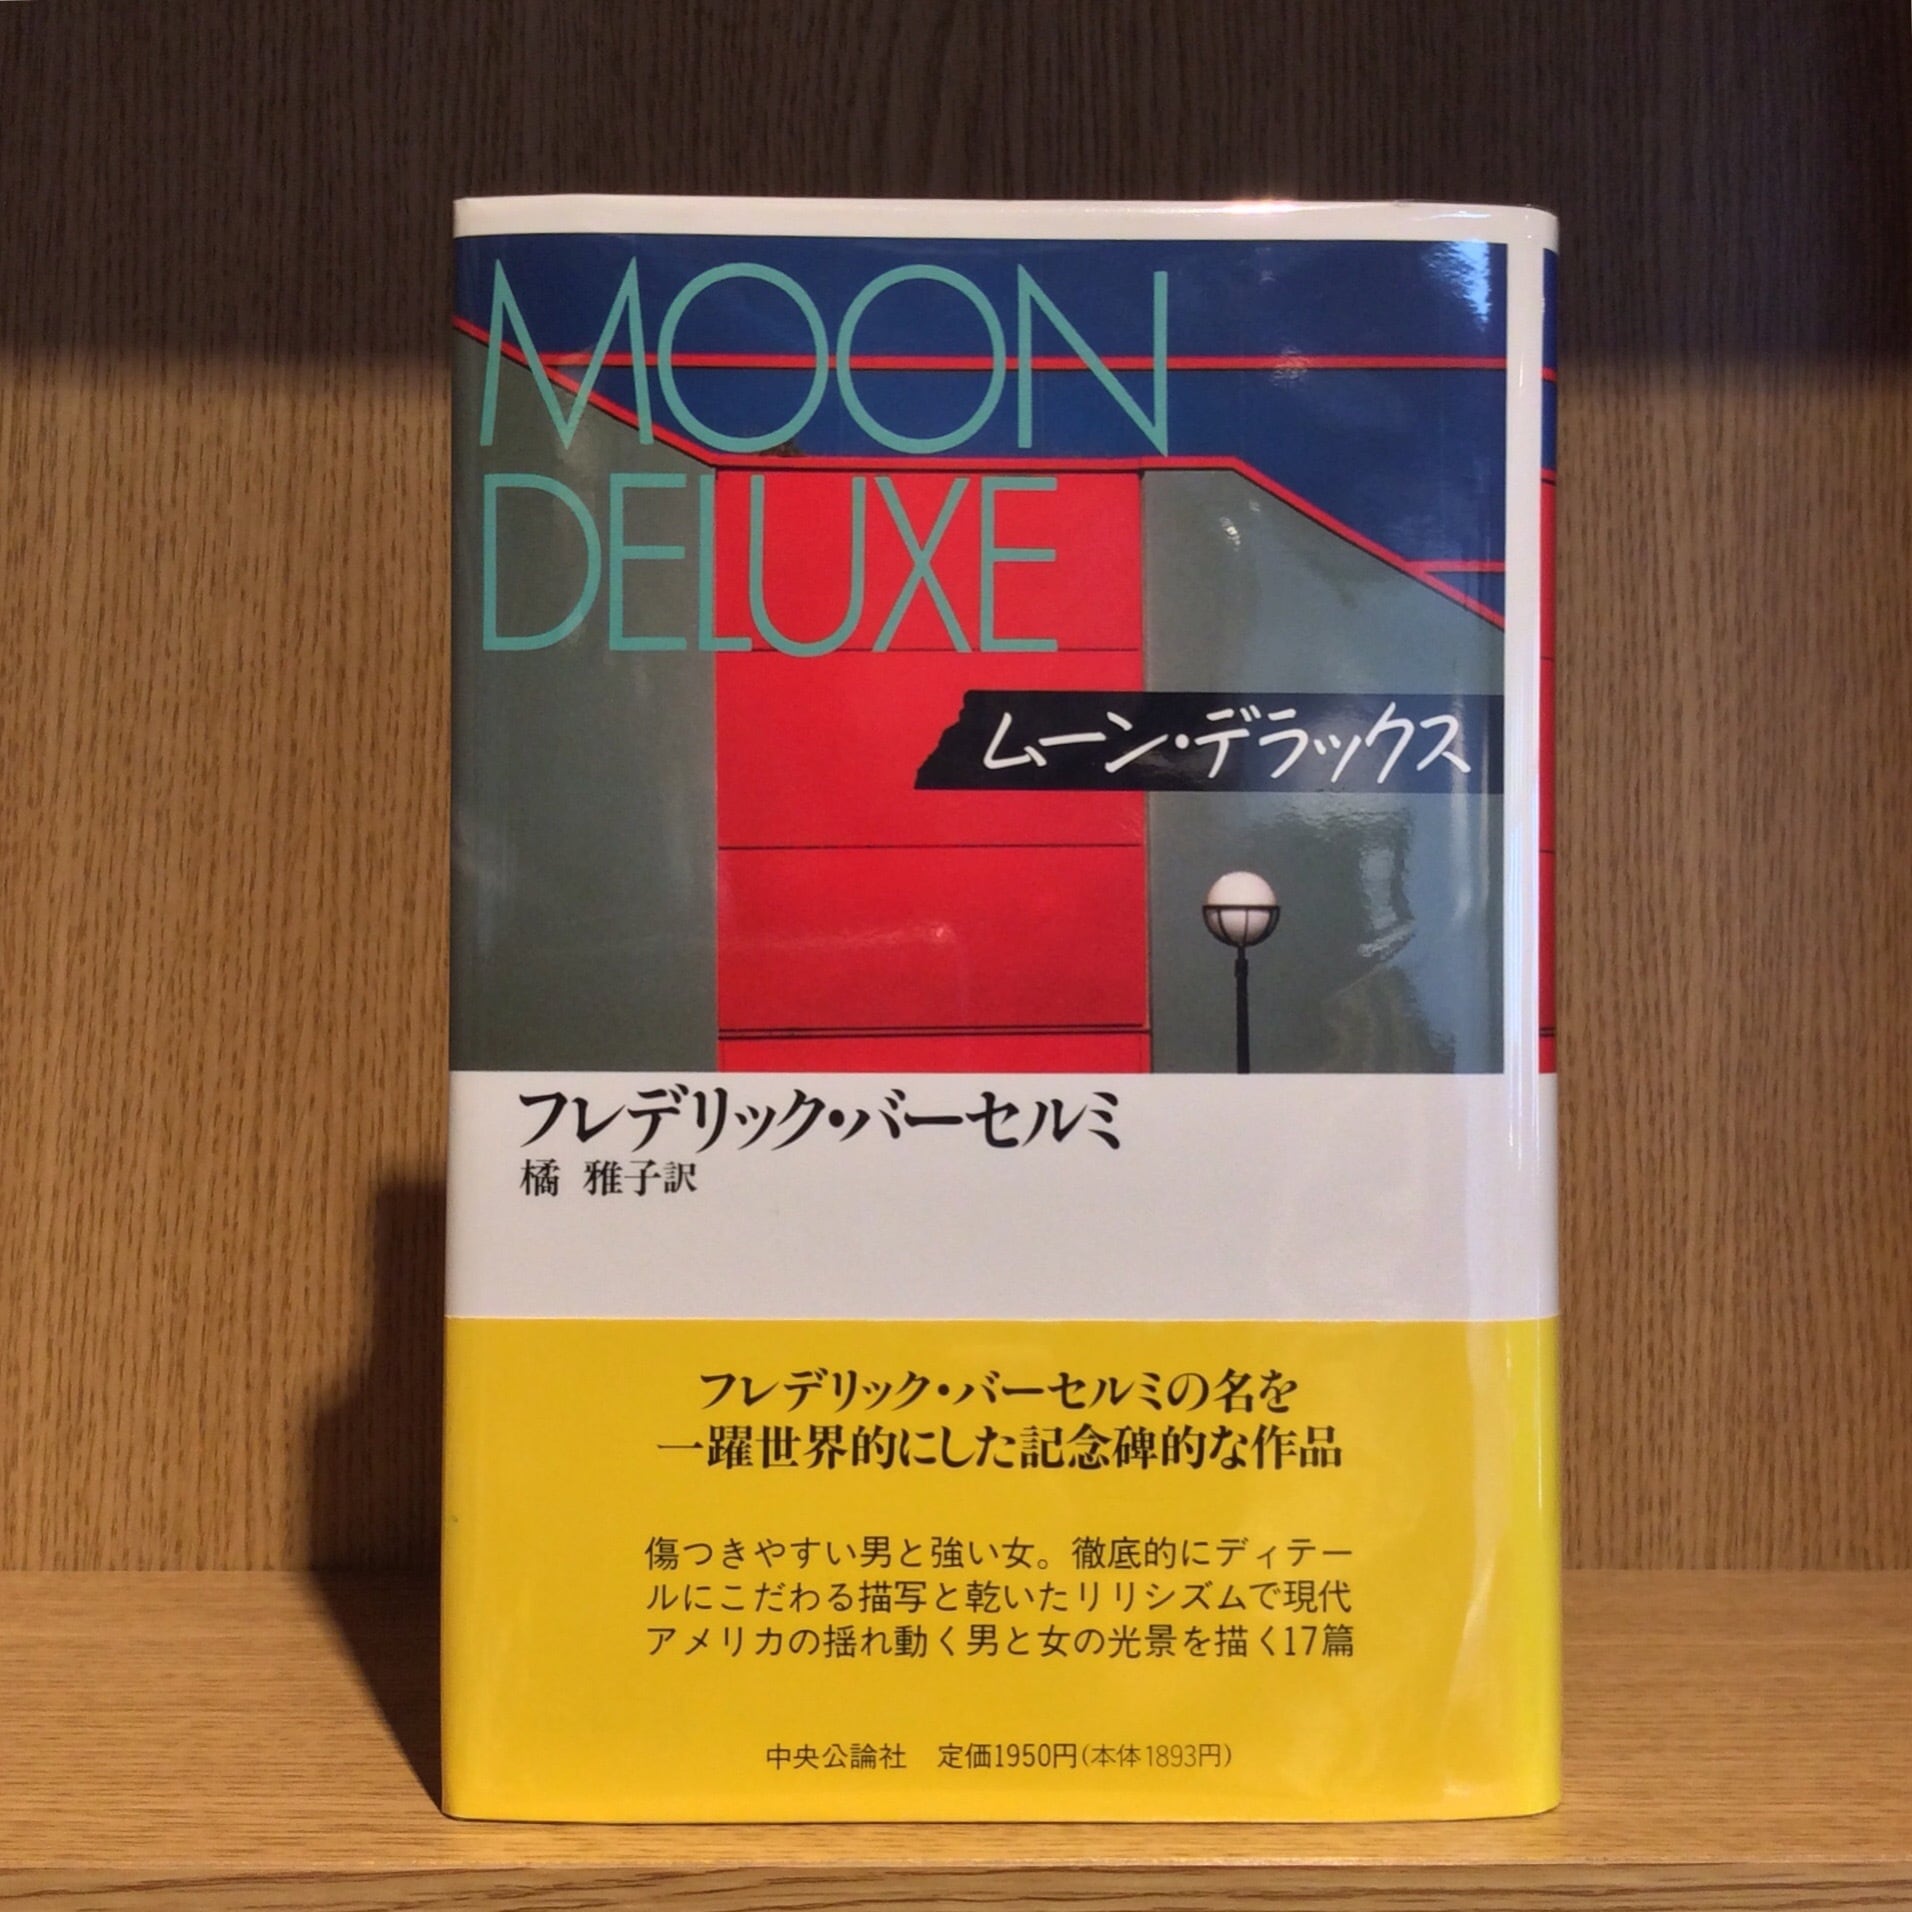 MOON
DELUXE
ムーン・デラックス
フレデリック・バーセルミ
橘 雅子訳
フレデリック・バーセルミの名を
一躍世界的にした記念碑的な作品
傷つきやすい男と強い女。徹底的にディテー
ルにこだわる描写と乾いたリリシズムで現代
アメリカの揺れ動く男と女の光景を描く17篇
中央公論社 定価1950円(本体1893円)